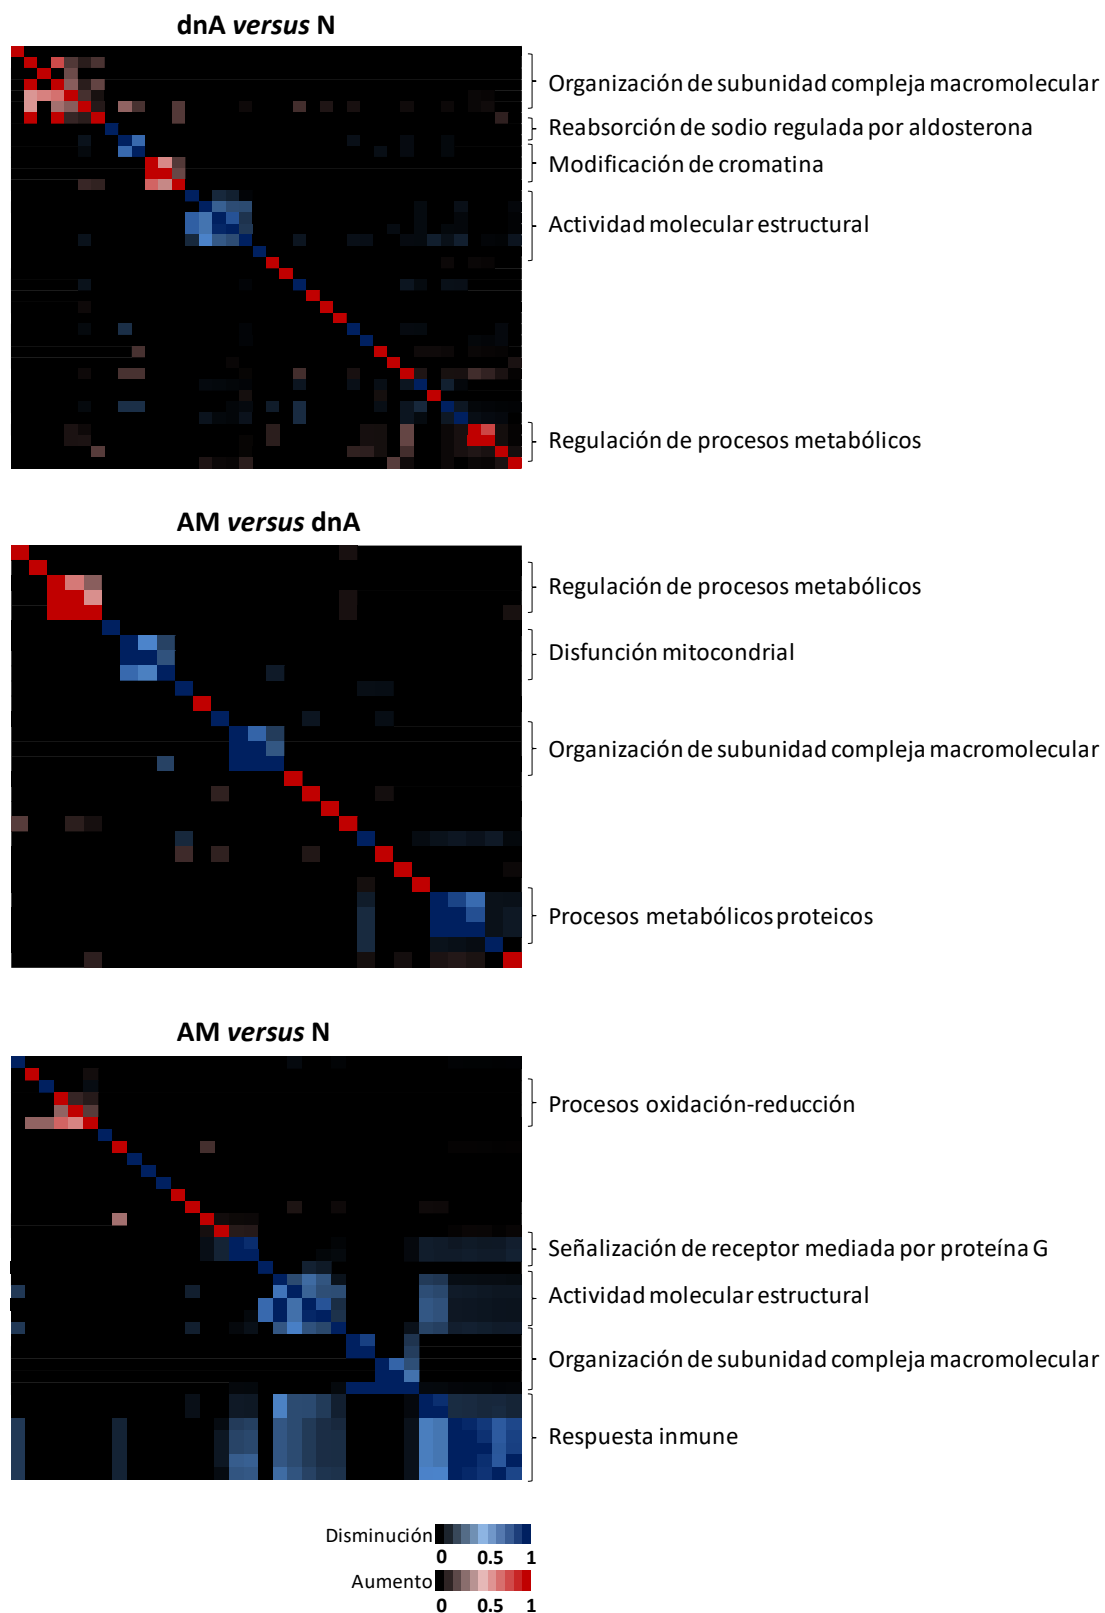 dnA versus N
Organización de subunidad compleja macromolecular
Reabsorción de sodio regulada por aldosterona
Modificación de cromatina
Actividad molecular estructural
Regulación de procesos metabólicos
AM versus dnA
Regulación de procesos metabólicos
Disfunción mitocondrial
Organización de subunidad compleja macromolecular
Procesos metabólicos proteicos
AM versus N
Procesos oxidación-reducción
Señalización de receptor mediada por proteína G
Actividad molecular estructural
Organización de subunidad compleja macromolecular
Respuesta inmune
Disminución
0 0.5 1
Aumento
0 0.5 1